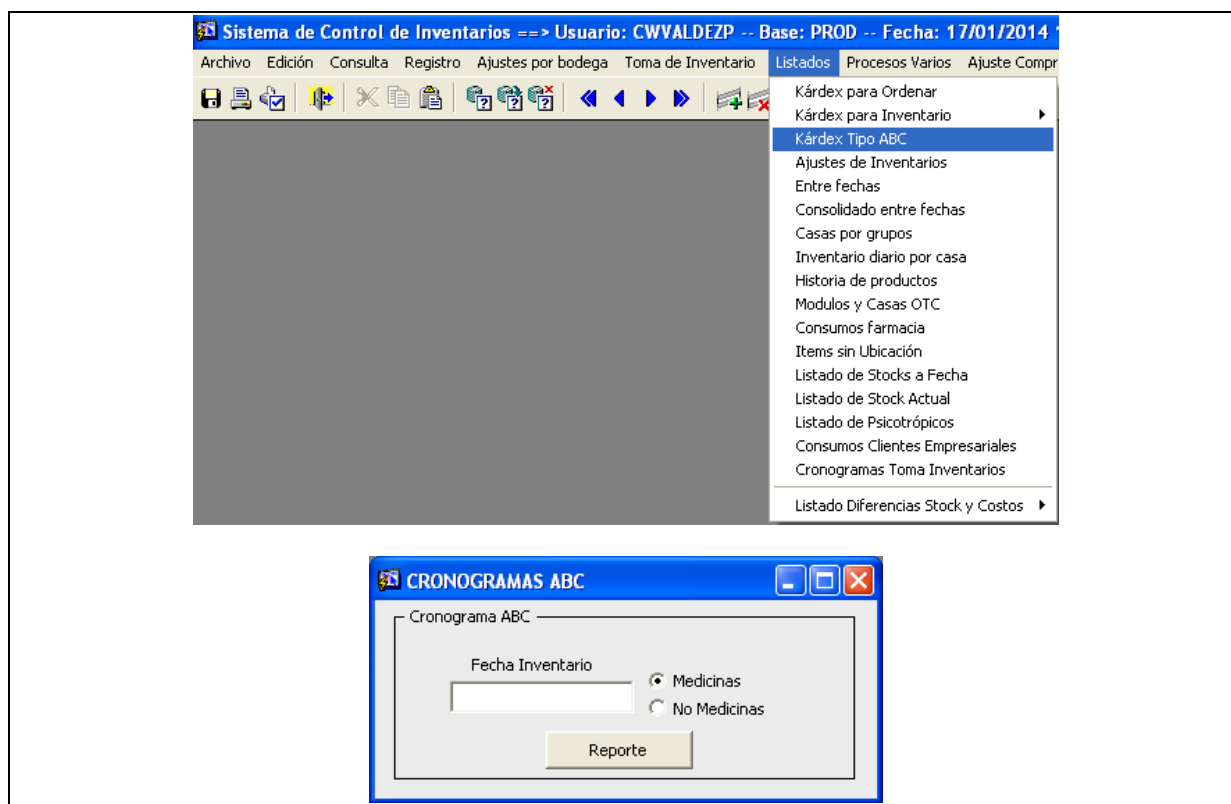 Sistema de Control de Inventarios ==> Usuario: CWVALDEZP -- Base: PROD -- Fecha: 17/01/2014
Archivo Edición Consulta Registro Ajustes por bodega Toma de Inventario Listados Procesos Varios Ajuste Compr
Kárdex para Ordenar
Kárdex para Inventario
Kárdex Tipo ABC
Ajustes de Inventarios
Entre fechas
Consolidado entre fechas
Casas por grupos
Inventario diario por casa
Historia de productos
Modulos y Casas OTC
Consumos farmacia
Items sin Ubicación
Listado de Stocks a Fecha
Listado de Stock Actual
Listado de Psicotrópicos
Consumos Clientes Empresariales
Cronogramas Toma Inventarios
Listado Diferencias Stock y Costos
CRONOGRAMAS ABC
Cronograma ABC
Fecha Inventario
Medicinas
No Medicinas
Reporte